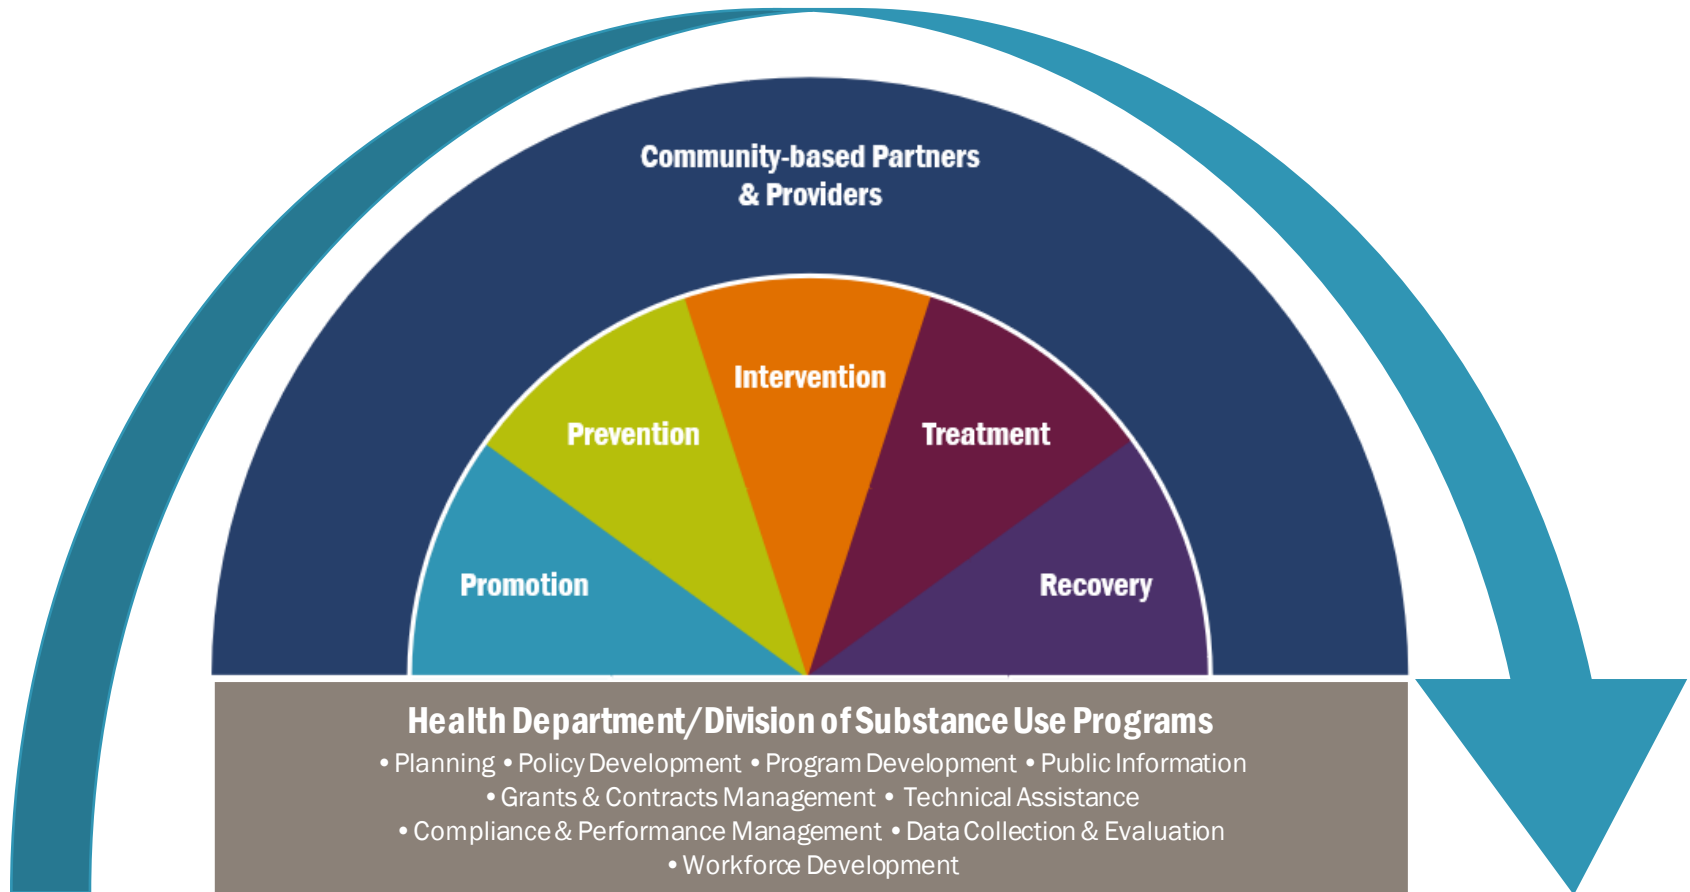 Community-based Partners
& Providers
Intervention
Prevention
Treatment
Promotion
Recovery
Health Department/Division of Substance Use Programs
• Planning • Policy Development • Program Development • Public Information
• Grants & Contracts Management • Technical Assistance
• Compliance & Performance Management • Data Collection & Evaluation
• Workforce Development